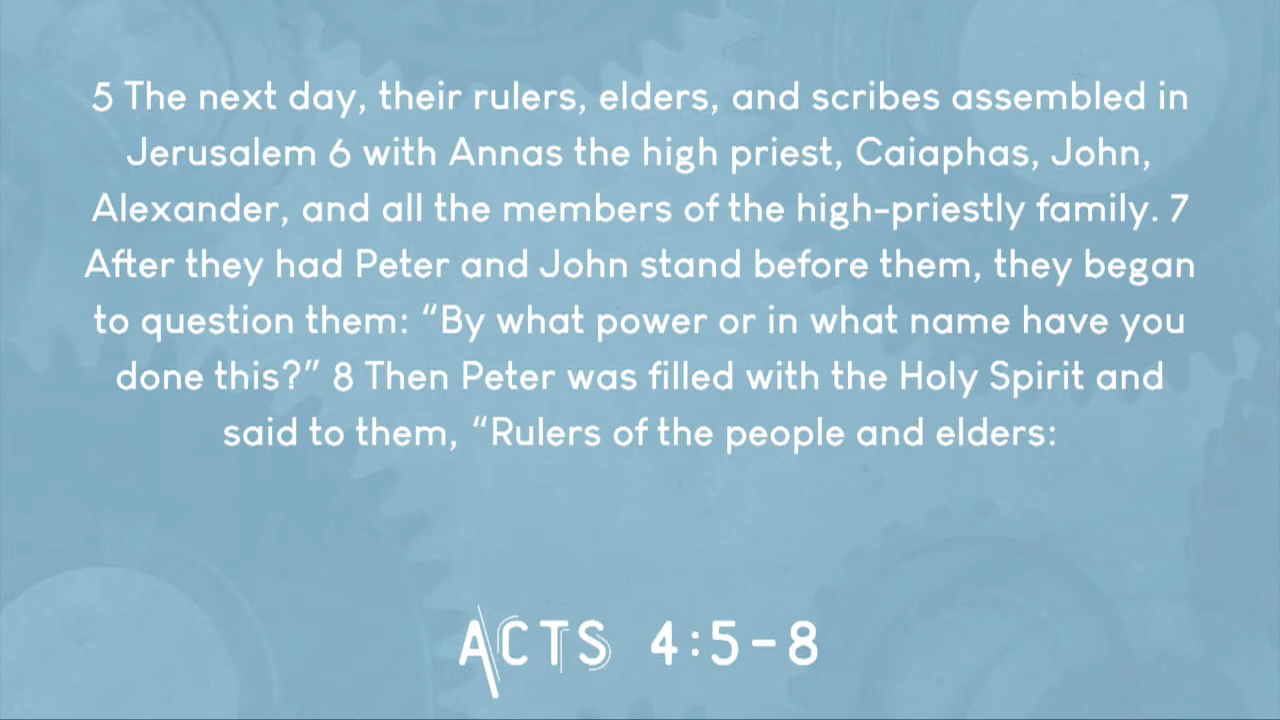 5 The next day, their rulers, elders, and scribes assembled in
Jerusalem 6 with Annas the high priest, Caiaphas, John,
Alexander, and all the members of the high-priestly family. 7
After they had Peter and John stand before them, they began
to question them: “By what power or in what name have you
done this?” 8 Then Peter was filled with the Holy Spirit and
said to them, “Rulers of the people and elders:
ACTS 4:5-8